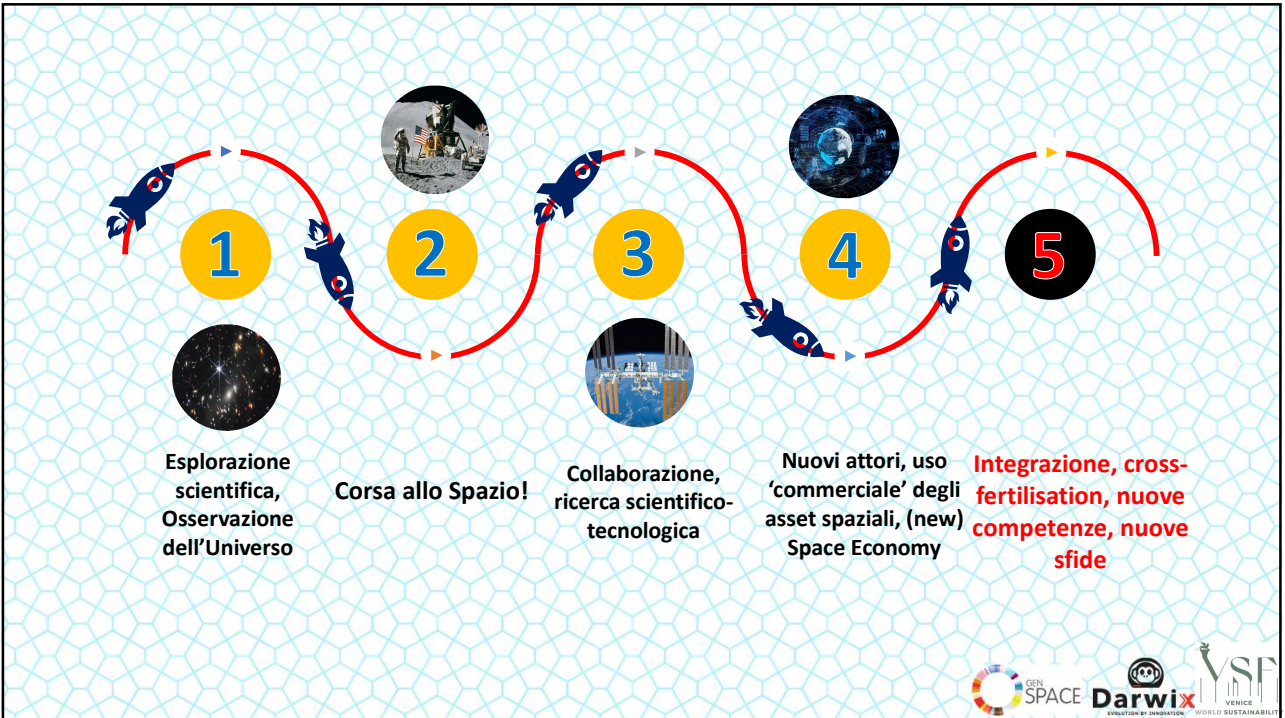 1
2
3
4
5
Esplorazione
scientifica,
Osservazione
dell’Universo
Corsa allo Spazio!
Collaborazione,
ricerca scientifico-
tecnologica
Nuovi attori, uso
‘commerciale’ degli
asset spaziali, (new)
Space Economy
Integrazione, cross-
fertilisation, nuove
competenze, nuove
sfide
GEN
SPACE
Darwix
EVOLUTION BY INNOVATION
VSF
VENICE
WORLD SUSTAINABILIT